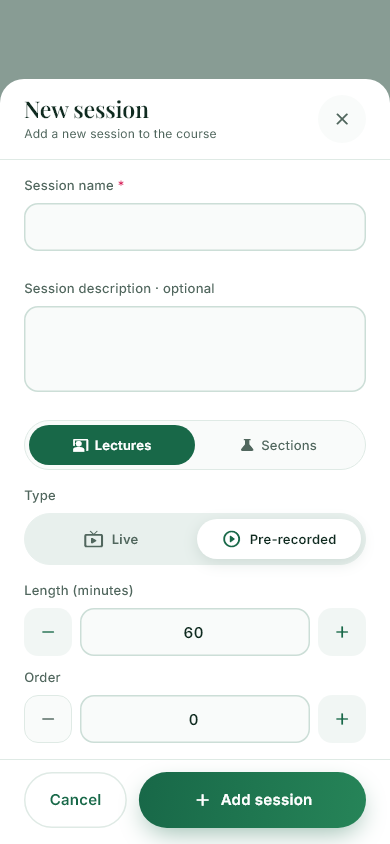 New session
Add a new session to the course
Session name *
Session description · optional
Lectures Sections
Type
Live Pre-recorded
Length (minutes)
− 60 +
Order
− 0 +
Cancel + Add session